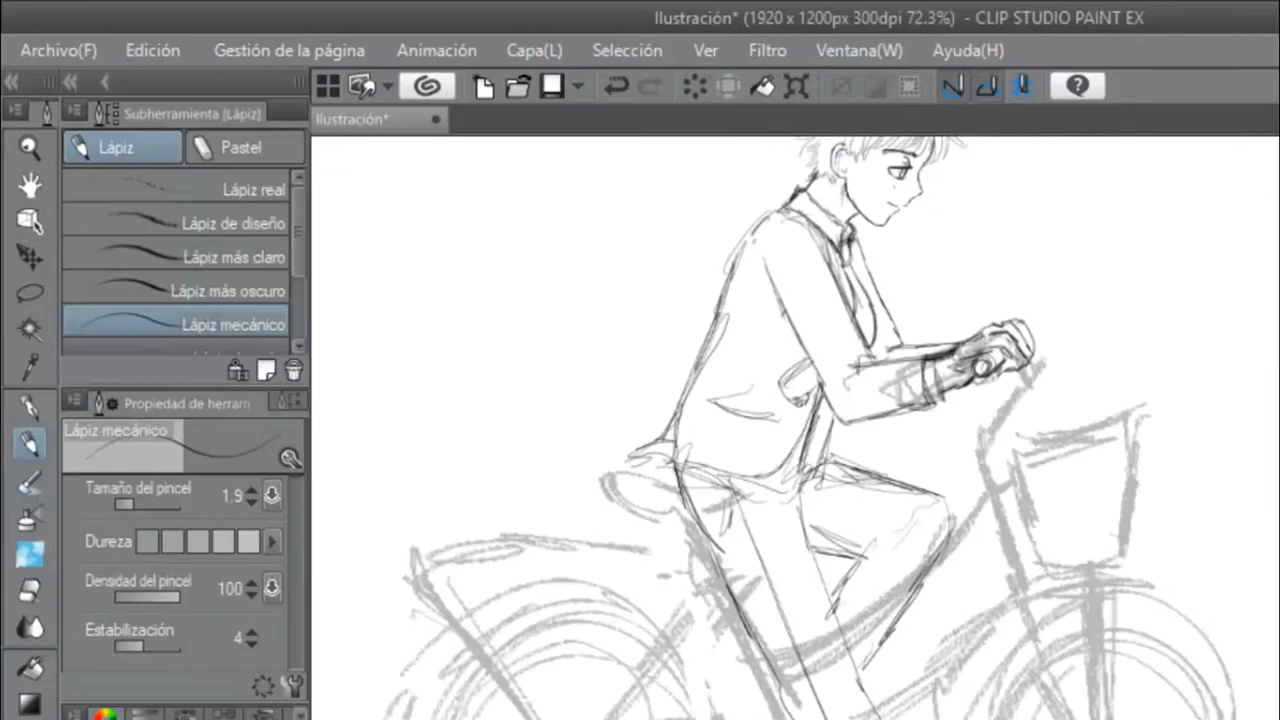 Ilustración* (1920 x 1200px 300dpi 72.3%) - CLIP STUDIO PAINT EX
Archivo(F) Edición Gestión de la página Animación Capa(L) Selección Ver Filtro Ventana(W) Ayuda(H)
Subherramienta [Lápiz]
Ilustración*
Lápiz Pastel
Lápiz real
Lápiz de diseño
Lápiz más claro
Lápiz más oscuro
Lápiz mecánico
Propiedad de herram
Lápiz mecánico
Tamaño del pincel 1.9
Dureza
Densidad del pincel 100
Estabilización 4